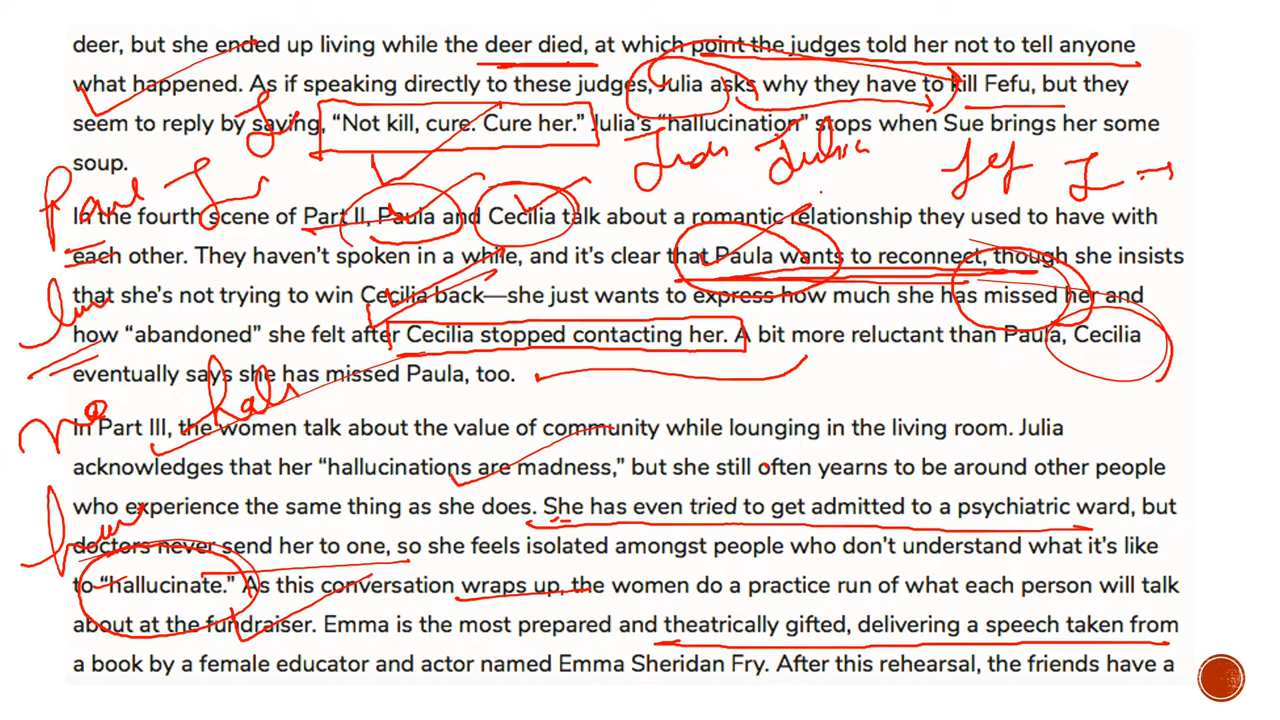 deer, but she ended up living while the deer died, at which point the judges told her not to tell anyone
what happened. As if speaking directly to these judges, Julia asks why they have to kill Fefu, but they
seem to reply by saying, “Not kill, cure. Cure her.” Julia’s “hallucination” stops when Sue brings her some
soup.
In the fourth scene of Part II, Paula and Cecilia talk about a romantic relationship they used to have with
each other. They haven’t spoken in a while, and it’s clear that Paula wants to reconnect, though she insists
that she’s not trying to win Cecilia back—she just wants to express how much she has missed her and
how “abandoned” she felt after Cecilia stopped contacting her. A bit more reluctant than Paula, Cecilia
eventually says she has missed Paula, too.
In Part III, the women talk about the value of community while lounging in the living room. Julia
acknowledges that her “hallucinations are madness,” but she still often yearns to be around other people
who experience the same thing as she does. She has even tried to get admitted to a psychiatric ward, but
doctors never send her to one, so she feels isolated amongst people who don’t understand what it’s like
to “hallucinate.” As this conversation wraps up, the women do a practice run of what each person will talk
about at the fundraiser. Emma is the most prepared and theatrically gifted, delivering a speech taken from
a book by a female educator and actor named Emma Sheridan Fry. After this rehearsal, the friends have a